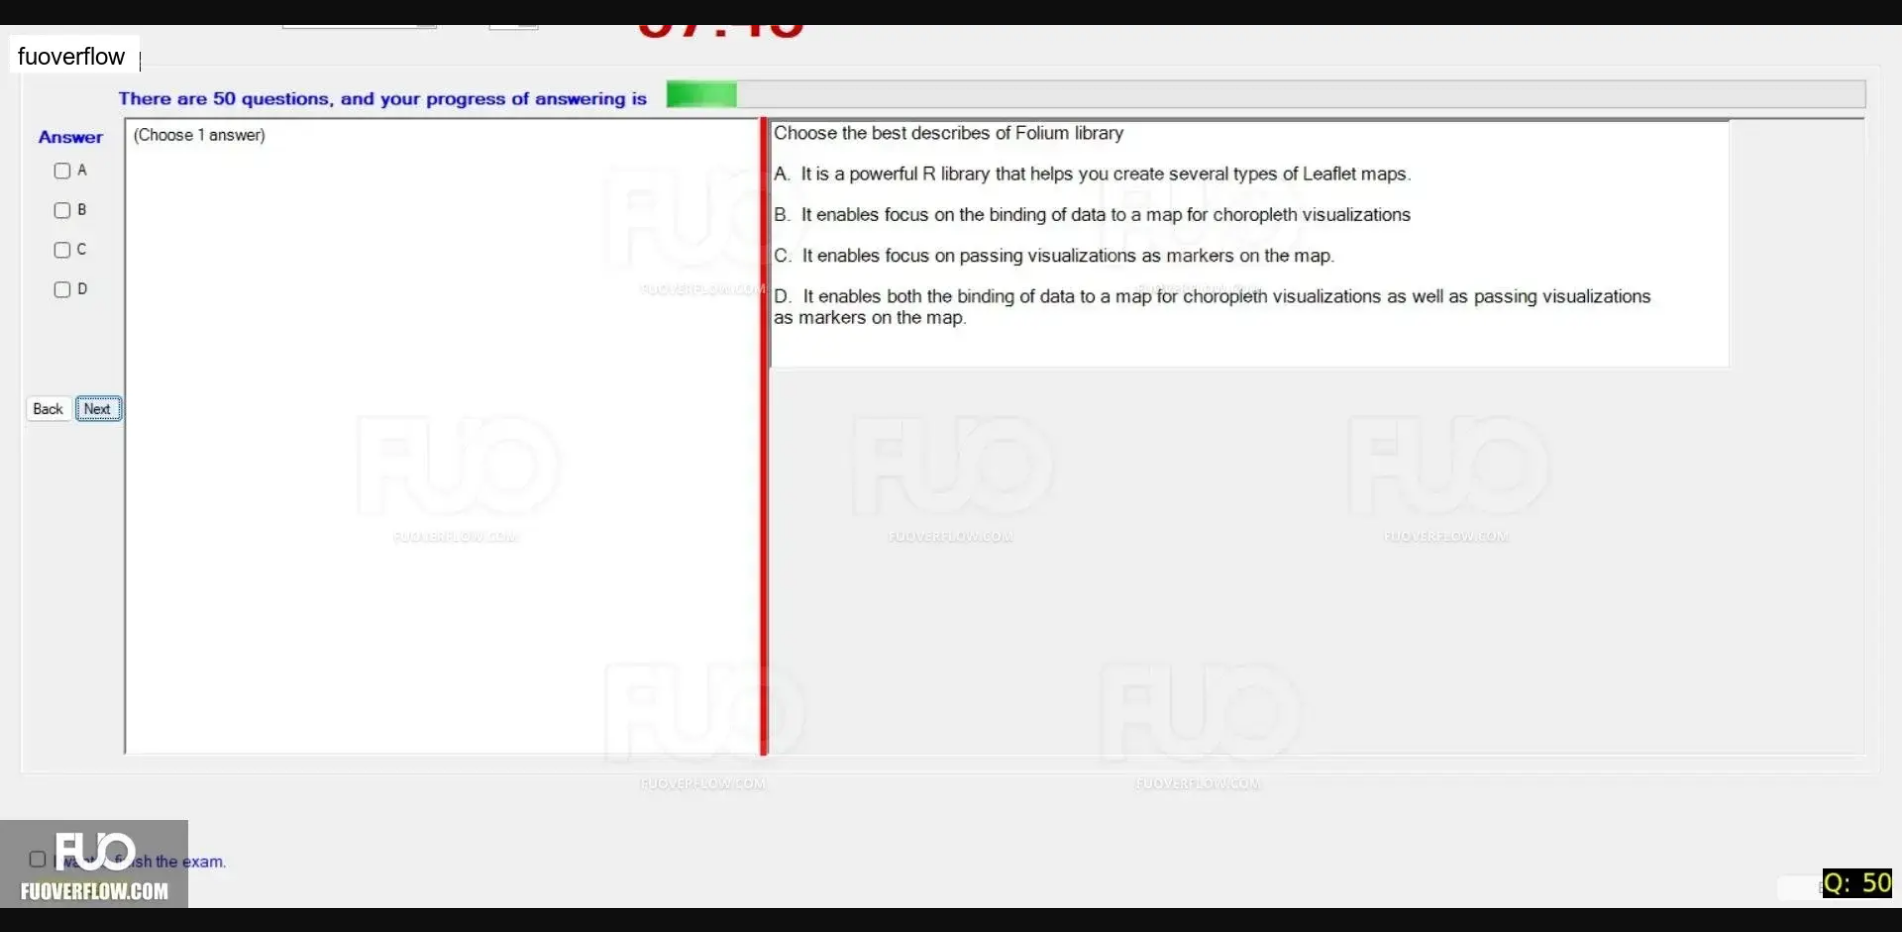 fuoverflow
There are 50 questions, and your progress of answering is
Answer
(Choose 1 answer)
A
B
C
D
Back
Next
Choose the best describes of Folium library
A. It is a powerful R library that helps you create several types of Leaflet maps.
B. It enables focus on the binding of data to a map for choropleth visualizations
C. It enables focus on passing visualizations as markers on the map.
D. It enables both the binding of data to a map for choropleth visualizations as well as passing visualizations
as markers on the map.
FUO
FUOVERFLOW.COM
FUO
FUOVERFLOW.COM
FUO
FUOVERFLOW.COM
FUO
FUOVERFLOW.COM
FUO
FUOVERFLOW.COM
FUO
FUOVERFLOW.COM
FUO
FUOVERFLOW.COM
the exam.
FUO
FUOVERFLOW.COM
Q: 50